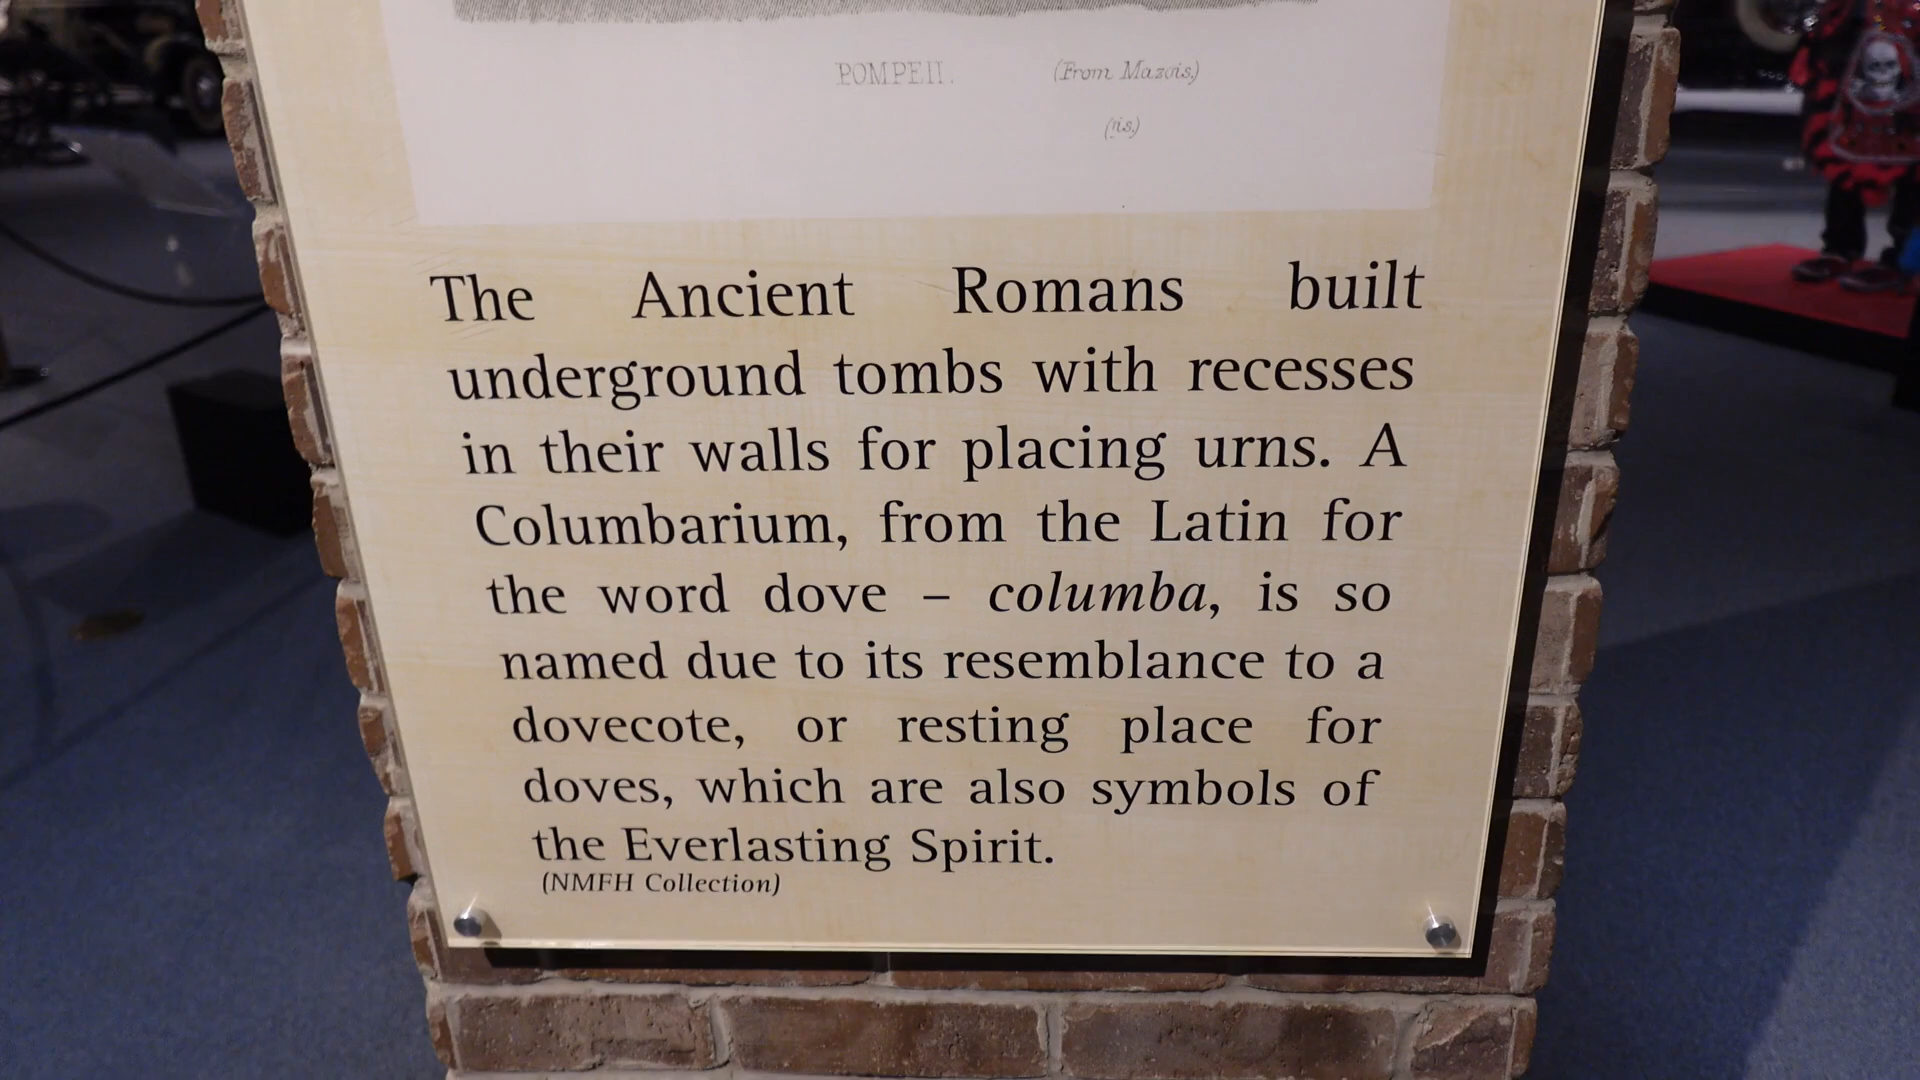 POMPEII. (From Mazois,)
(ris,)
The Ancient Romans built
underground tombs with recesses
in their walls for placing urns. A
Columbarium, from the Latin for
the word dove – columba, is so
named due to its resemblance to a
dovecote, or resting place for
doves, which are also symbols of
the Everlasting Spirit.
(NMFH Collection)